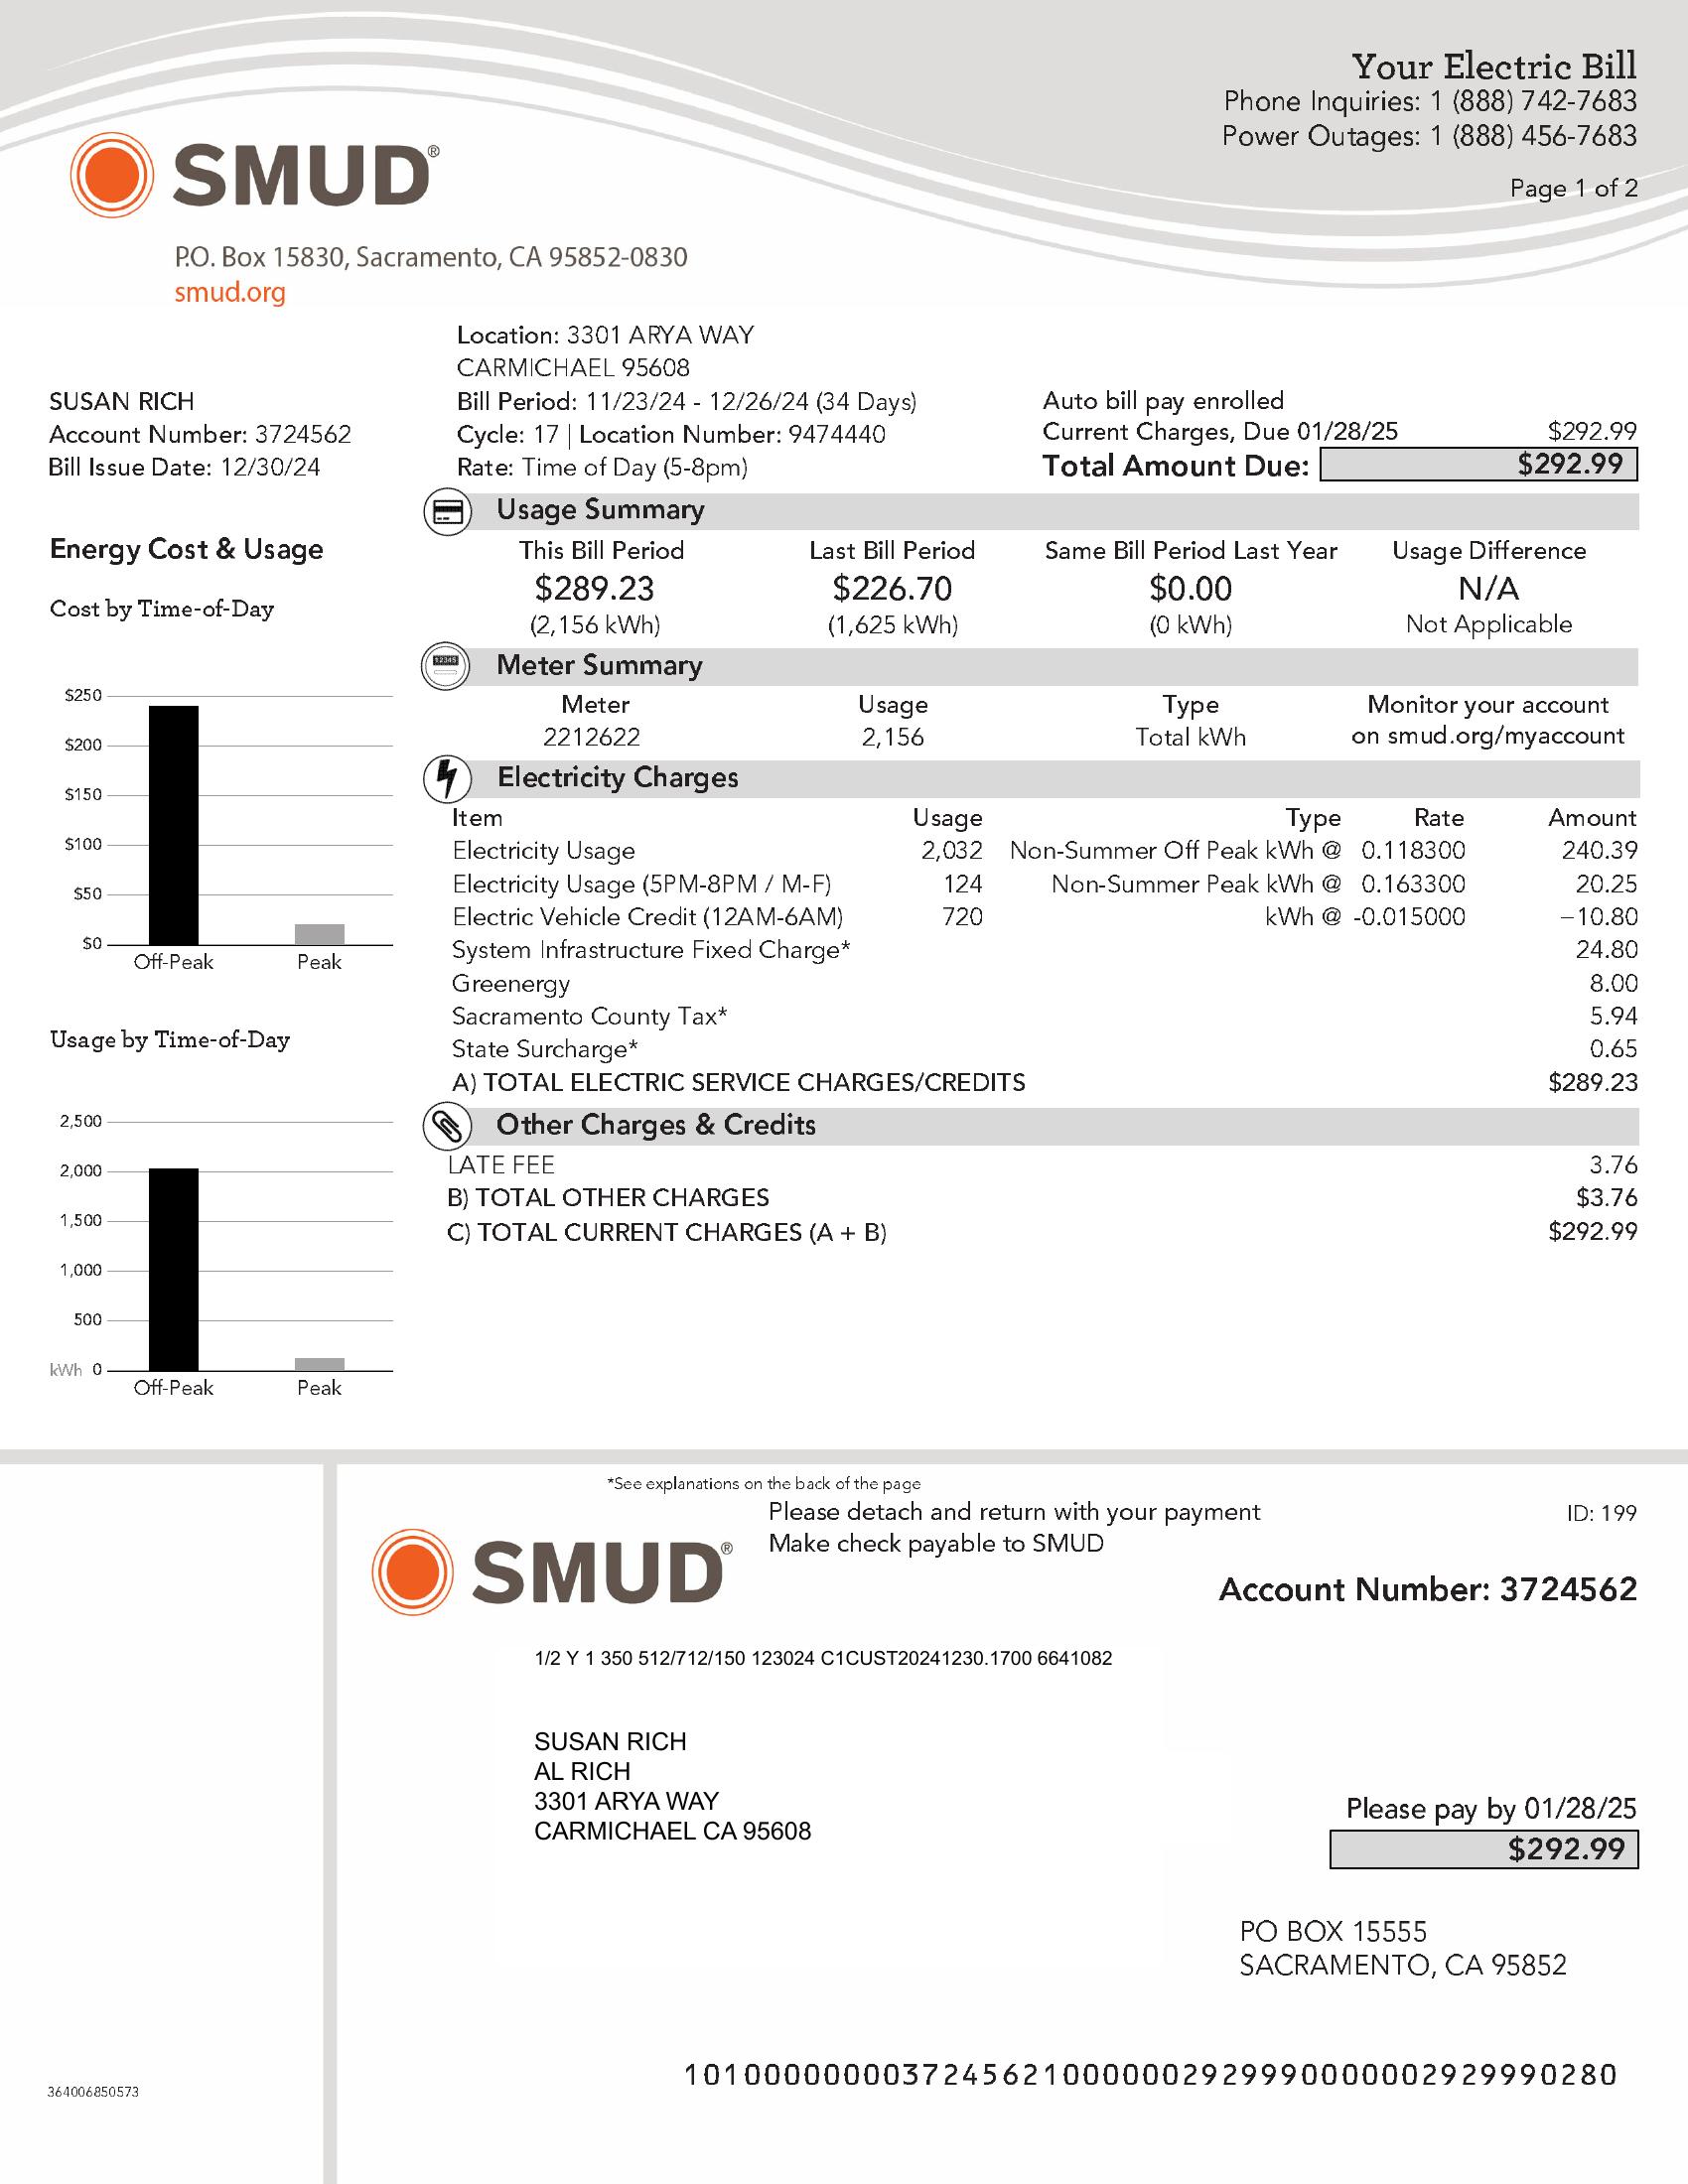 Your Electric Bill
Phone Inquiries: 1 (888) 742-7683
Power Outages: 1 (888) 456-7683
Page 1 of 2
SMUD®
P.O. Box 15830, Sacramento, CA 95852-0830
smud.org
SUSAN RICH
Account Number: 3724562
Bill Issue Date: 12/30/24
Location: 3301 ARYA WAY
CARMICHAEL 95608
Bill Period: 11/23/24 - 12/26/24 (34 Days)
Cycle: 17 | Location Number: 9474440
Rate: Time of Day (5-8pm)
Auto bill pay enrolled
Current Charges, Due 01/28/25 $292.99
Total Amount Due: $292.99
Energy Cost & Usage
Cost by Time-of-Day
$250
$200
$150
$100
$50
$0
Off-Peak Peak
Usage by Time-of-Day
2,500
2,000
1,500
1,000
500
kWh 0
Off-Peak Peak
Usage Summary
This Bill Period Last Bill Period Same Bill Period Last Year Usage Difference
$289.23 $226.70 $0.00 N/A
(2,156 kWh) (1,625 kWh) (0 kWh) Not Applicable
12345
Meter Summary
Meter Usage Type Monitor your account
2212622 2,156 Total kWh on smud.org/myaccount
Electricity Charges
Item Usage Type Rate Amount
Electricity Usage 2,032 Non-Summer Off Peak kWh @ 0.118300 240.39
Electricity Usage (5PM-8PM / M-F) 124 Non-Summer Peak kWh @ 0.163300 20.25
Electric Vehicle Credit (12AM-6AM) 720 kWh @ -0.015000 −10.80
System Infrastructure Fixed Charge* 24.80
Greenergy 8.00
Sacramento County Tax* 5.94
State Surcharge* 0.65
A) TOTAL ELECTRIC SERVICE CHARGES/CREDITS $289.23
Other Charges & Credits
LATE FEE 3.76
B) TOTAL OTHER CHARGES $3.76
C) TOTAL CURRENT CHARGES (A + B) $292.99
*See explanations on the back of the page
Please detach and return with your payment
Make check payable to SMUD
ID: 199
SMUD®
Account Number: 3724562
1/2 Y 1 350 512/712/150 123024 C1CUST20241230.1700 6641082
SUSAN RICH
AL RICH
3301 ARYA WAY
CARMICHAEL CA 95608
Please pay by 01/28/25
$292.99
PO BOX 15555
SACRAMENTO, CA 95852
10100000000037245621000000292999000000​2929990280
364006850573